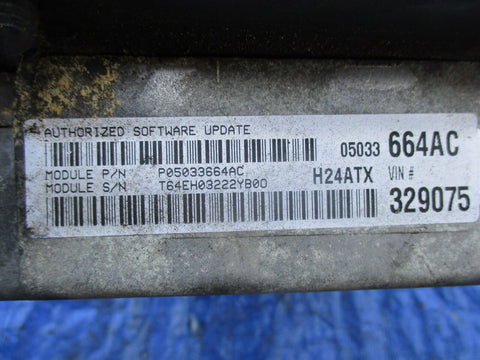 AUTHORIZED SOFTWARE UPDATE
05033 664AC
MODULE P/N P05033664AC
MODULE S/N T64EH03222YB00
H24ATX VIN #
329075